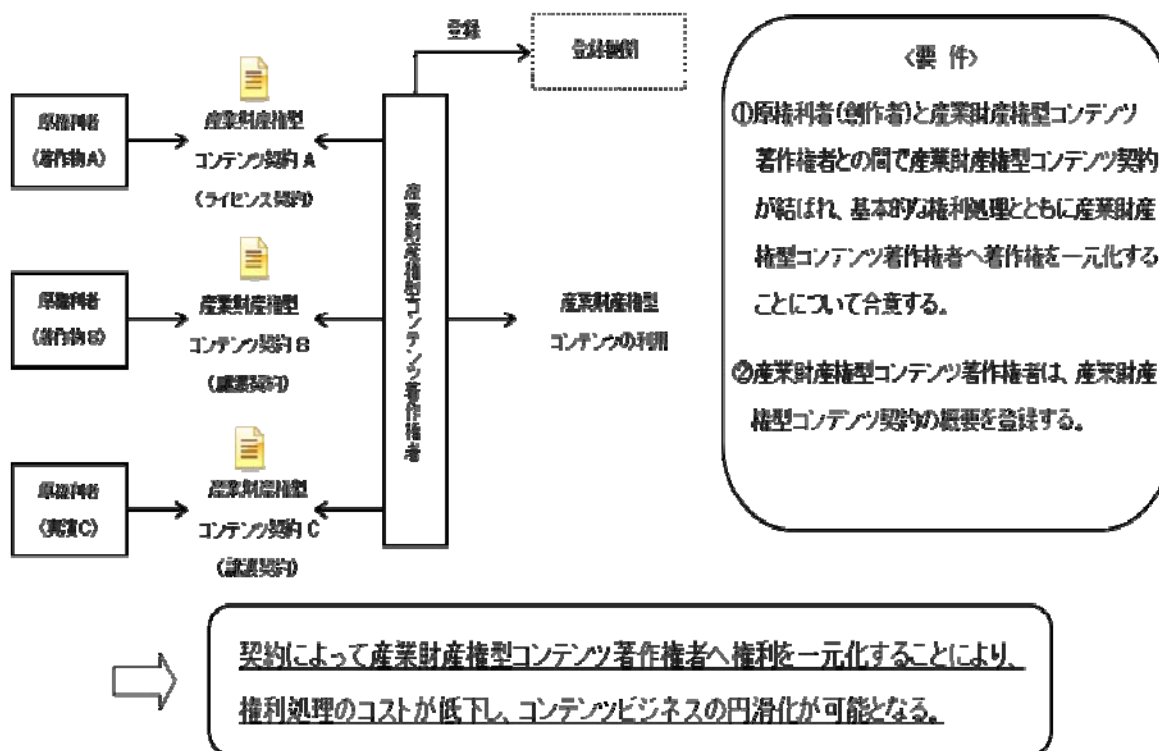 登録
登録機関
原権利者
(著作物A)
産業財産権型
コンテンツ契約 A
(ライセンス契約)
原権利者
(著作物B)
産業財産権型
コンテンツ契約 B
(譲渡契約)
原権利者
(実演C)
産業財産権型
コンテンツ契約 C
(譲渡契約)
産業財産権型コンテンツ著作権者
産業財産権型
コンテンツの利用
<要 件>
①原権利者(創作者)と産業財産権型コンテンツ
著作権者との間で産業財産権型コンテンツ契約
が結ばれ、基本的な権利処理とともに産業財産
権型コンテンツ著作権者へ著作権を一元化する
ことについて合意する。
②産業財産権型コンテンツ著作権者は、産業財産
権型コンテンツ契約の概要を登録する。
契約によって産業財産権型コンテンツ著作権者へ権利を一元化することにより、
権利処理のコストが低下し、コンテンツビジネスの円滑化が可能となる。